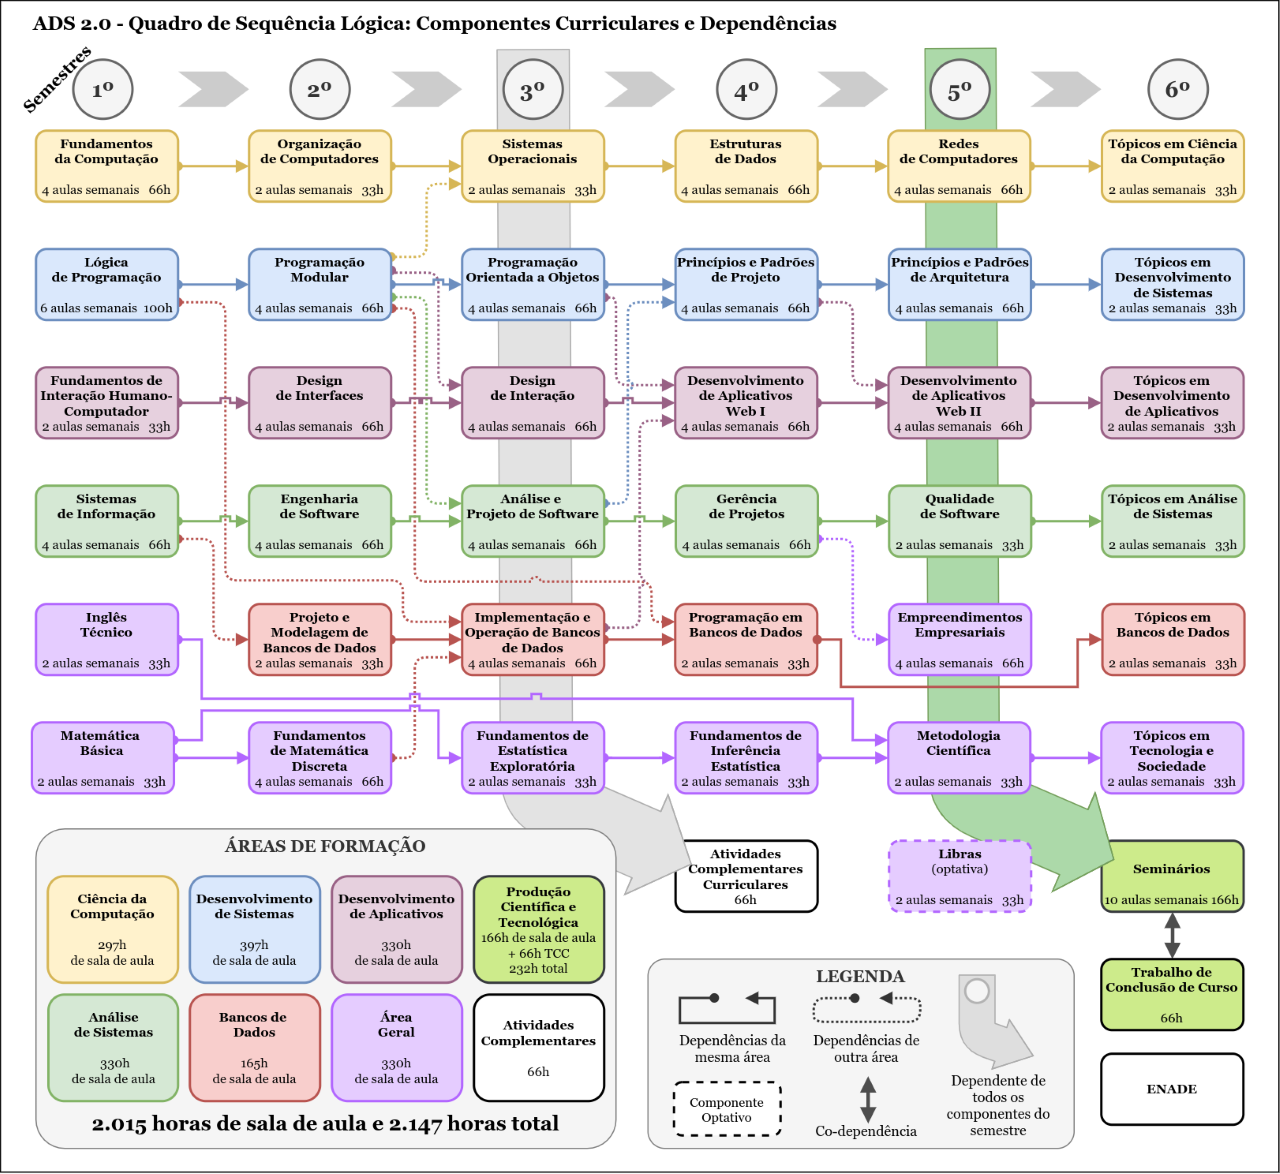 ADS 2.0 - Quadro de Sequência Lógica: Componentes Curriculares e Dependências
Semestres
1º
2º
3º
4º
5º
6º
Fundamentos
da Computação
4 aulas semanais 66h
Organização
de Computadores
2 aulas semanais 33h
Sistemas
Operacionais
2 aulas semanais 33h
Estruturas
de Dados
4 aulas semanais 66h
Redes
de Computadores
4 aulas semanais 66h
Tópicos em Ciência
da Computação
2 aulas semanais 33h
Lógica
de Programação
6 aulas semanais 100h
Programação
Modular
4 aulas semanais 66h
Programação
Orientada a Objetos
4 aulas semanais 66h
Princípios e Padrões
de Projeto
4 aulas semanais 66h
Princípios e Padrões
de Arquitetura
4 aulas semanais 66h
Tópicos em
Desenvolvimento
de Sistemas
2 aulas semanais 33h
Fundamentos de
Interação Humano-
Computador
2 aulas semanais 33h
Design
de Interfaces
4 aulas semanais 66h
Design
de Interação
4 aulas semanais 66h
Desenvolvimento
de Aplicativos
Web I
4 aulas semanais 66h
Desenvolvimento
de Aplicativos
Web II
4 aulas semanais 66h
Tópicos em
Desenvolvimento
de Aplicativos
2 aulas semanais 33h
Sistemas
de Informação
4 aulas semanais 66h
Engenharia
de Software
4 aulas semanais 66h
Análise e
Projeto de Software
4 aulas semanais 66h
Gerência
de Projetos
4 aulas semanais 66h
Qualidade
de Software
2 aulas semanais 33h
Tópicos em Análise
de Sistemas
2 aulas semanais 33h
Inglês
Técnico
2 aulas semanais 33h
Projeto e
Modelagem de
Bancos de Dados
2 aulas semanais 33h
Implementação e
Operação de Bancos
de Dados
4 aulas semanais 66h
Programação em
Bancos de Dados
2 aulas semanais 33h
Empreendimentos
Empresariais
4 aulas semanais 66h
Tópicos em
Bancos de Dados
2 aulas semanais 33h
Matemática
Básica
2 aulas semanais 33h
Fundamentos
de Matemática
Discreta
4 aulas semanais 66h
Fundamentos de
Estatística
Exploratória
2 aulas semanais 33h
Fundamentos de
Inferência
Estatística
2 aulas semanais 33h
Metodologia
Científica
2 aulas semanais 33h
Tópicos em
Tecnologia e
Sociedade
2 aulas semanais 33h
Atividades
Complementares
Curriculares
66h
Libras
(optativa)
2 aulas semanais 33h
Seminários
10 aulas semanais 166h
Trabalho de
Conclusão de Curso
66h
ENADE
ÁREAS DE FORMAÇÃO
Ciência da
Computação
297h
de sala de aula
Desenvolvimento
de Sistemas
397h
de sala de aula
Desenvolvimento
de Aplicativos
330h
de sala de aula
Produção
Científica e
Tecnológica
166h de sala de aula
+ 66h TCC
232h total
Análise
de Sistemas
330h
de sala de aula
Bancos de
Dados
165h
de sala de aula
Área
Geral
330h
de sala de aula
Atividades
Complementares
66h
2.015 horas de sala de aula e 2.147 horas total
LEGENDA
Dependências da
mesma área
Dependências de
outra área
Componente
Optativo
Co-dependência
Dependente de
todos os
componentes do
semestre